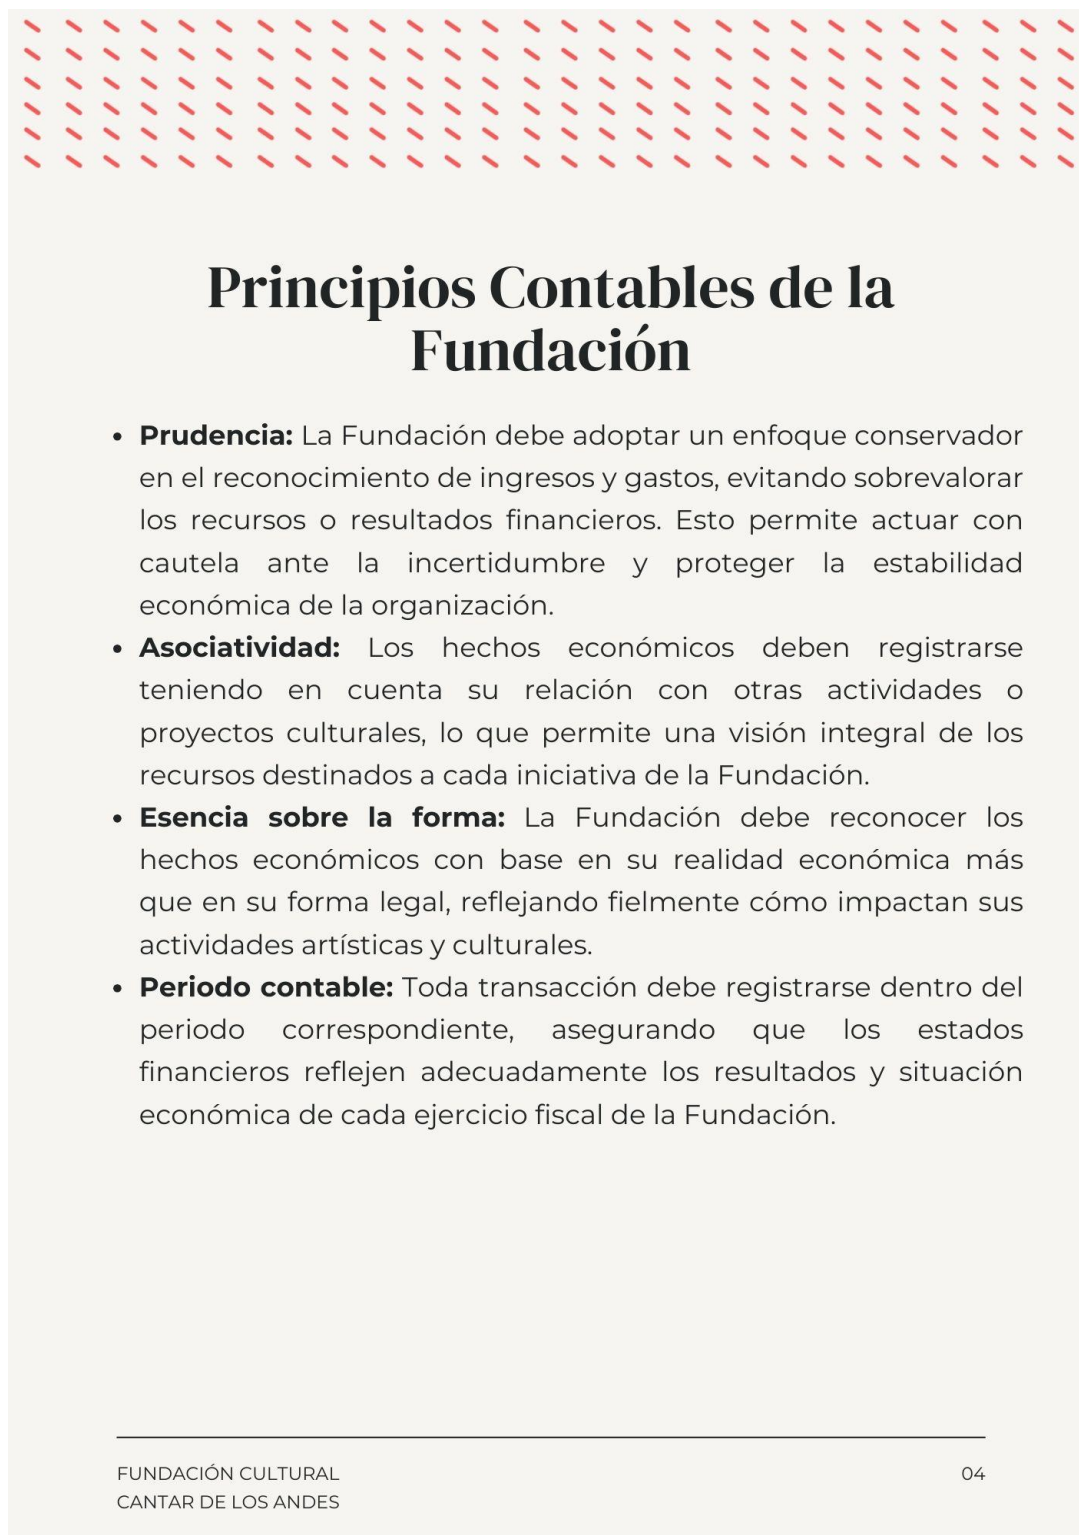 Principios Contables de la
Fundación
• Prudencia: La Fundación debe adoptar un enfoque conservador
en el reconocimiento de ingresos y gastos, evitando sobrevalorar
los recursos o resultados financieros. Esto permite actuar con
cautela ante la incertidumbre y proteger la estabilidad
económica de la organización.
• Asociatividad: Los hechos económicos deben registrarse
teniendo en cuenta su relación con otras actividades o
proyectos culturales, lo que permite una visión integral de los
recursos destinados a cada iniciativa de la Fundación.
• Esencia sobre la forma: La Fundación debe reconocer los
hechos económicos con base en su realidad económica más
que en su forma legal, reflejando fielmente cómo impactan sus
actividades artísticas y culturales.
• Periodo contable: Toda transacción debe registrarse dentro del
periodo correspondiente, asegurando que los estados
financieros reflejen adecuadamente los resultados y situación
económica de cada ejercicio fiscal de la Fundación.
FUNDACIÓN CULTURAL
CANTAR DE LOS ANDES
04